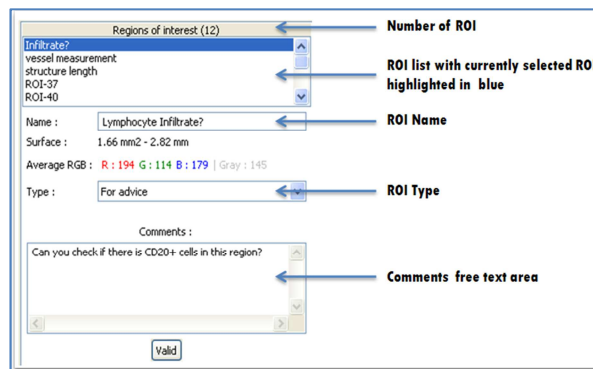 Regions of interest (12)
Number of ROI
Infiltrate?
vessel measurement
structure length
ROI-37
ROI-40
ROI list with currently selected RO
highlighted in blue
Name :
Lymphocyte Infiltrate?
ROI Name
Surface :
1.66 mm2 - 2.82 mm
Average RGB : R : 194 G : 114 B : 179 | Gray : 145
Type :
For advice
ROI Type
Comments :
Can you check if there is CD20+ cells in this region?
Comments free text area
Valid